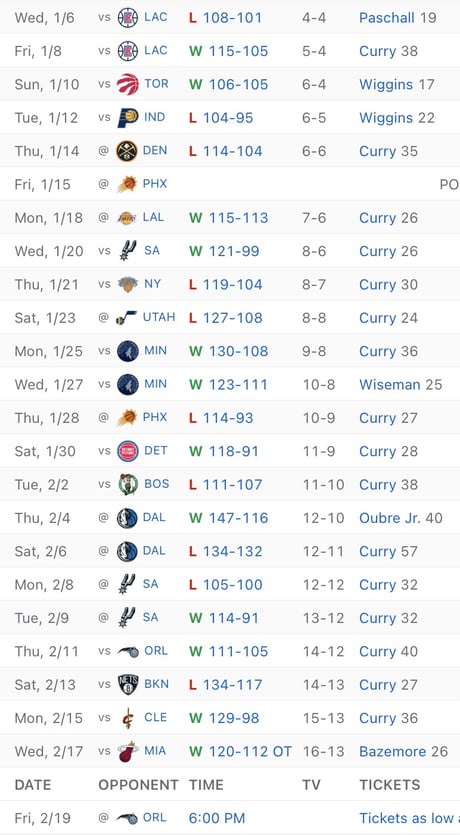 Wed, 1/6 vs LAC L 108-101 4-4 Paschall 19
Fri, 1/8 vs LAC W 115-105 5-4 Curry 38
Sun, 1/10 vs TOR W 106-105 6-4 Wiggins 17
Tue, 1/12 vs IND L 104-95 6-5 Wiggins 22
Thu, 1/14 @ DEN L 114-104 6-6 Curry 35
Fri, 1/15 @ PHX PO
Mon, 1/18 @ LAL W 115-113 7-6 Curry 26
Wed, 1/20 vs SA W 121-99 8-6 Curry 26
Thu, 1/21 vs NY L 119-104 8-7 Curry 30
Sat, 1/23 @ UTAH L 127-108 8-8 Curry 24
Mon, 1/25 vs MIN W 130-108 9-8 Curry 36
Wed, 1/27 vs MIN W 123-111 10-8 Wiseman 25
Thu, 1/28 @ PHX L 114-93 10-9 Curry 27
Sat, 1/30 vs DET W 118-91 11-9 Curry 28
Tue, 2/2 vs BOS L 111-107 11-10 Curry 38
Thu, 2/4 @ DAL W 147-116 12-10 Oubre Jr. 40
Sat, 2/6 @ DAL L 134-132 12-11 Curry 57
Mon, 2/8 @ SA L 105-100 12-12 Curry 32
Tue, 2/9 @ SA W 114-91 13-12 Curry 32
Thu, 2/11 vs ORL W 111-105 14-12 Curry 40
Sat, 2/13 vs NETS BKN L 134-117 14-13 Curry 27
Mon, 2/15 vs CLE W 129-98 15-13 Curry 36
Wed, 2/17 vs MIA W 120-112 OT 16-13 Bazemore 26
DATE OPPONENT TIME TV TICKETS
Fri, 2/19 @ ORL 6:00 PM Tickets as low